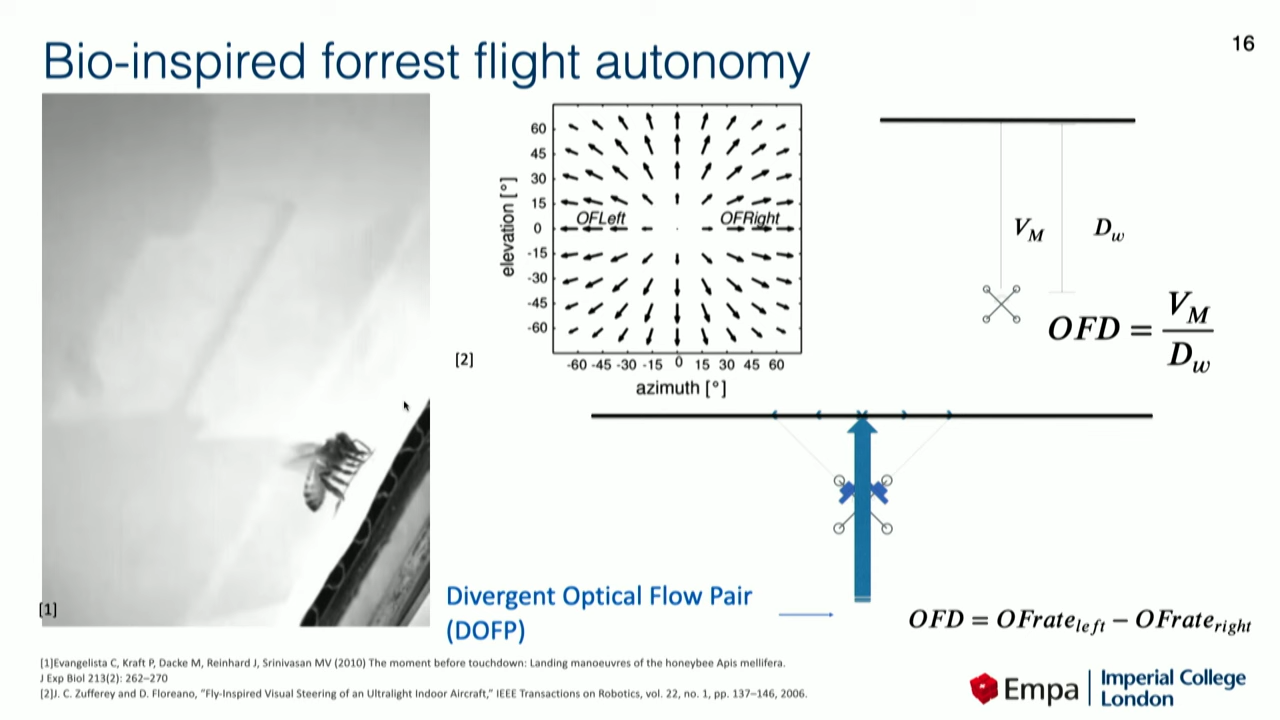 Bio-inspired forrest flight autonomy
16
elevation [°]
60
45
30
15
0
-15
-30
-45
-60
OFLeft
OFRight
-60 -45 -30 -15 0 15 30 45 60
azimuth [°]
[2]
V_M
D_w
OFD = V_M / D_w
[1]
Divergent Optical Flow Pair
(DOFP)
OFD = OFrate_left − OFrate_right
[1]Evangelista C, Kraft P, Dacke M, Reinhard J, Srinivasan MV (2010) The moment before touchdown: Landing manoeuvres of the honeybee Apis mellifera.
J Exp Biol 213(2): 262–270
[2]J. C. Zufferey and D. Floreano, "Fly-Inspired Visual Steering of an Ultralight Indoor Aircraft," IEEE Transactions on Robotics, vol. 22, no. 1, pp. 137–146, 2006.
Empa
Imperial College
London